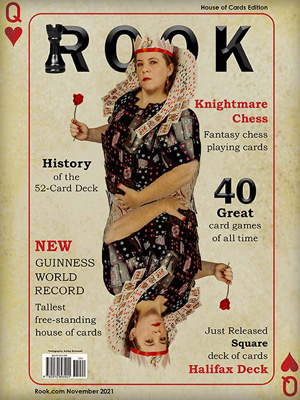 Q
House of Cards Edition
ROOK
Knightmare
Chess
Fantasy chess
playing cards
History
of the
52-Card Deck
40
Great
card games
of all time
NEW
GUINNESS
WORLD
RECORD
Tallest
free-standing
house of cards
Just Released
Square
deck of cards
Halifax Deck
Rook.com November 2021
Q